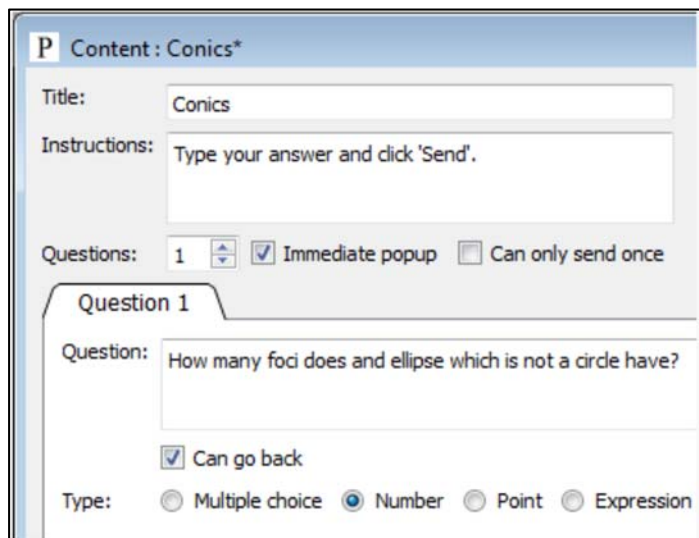 P Content : Conics*
Title: Conics
Instructions: Type your answer and click 'Send'.
Questions: 1 Immediate popup Can only send once
Question 1
Question: How many foci does and ellipse which is not a circle have?
Can go back
Type: Multiple choice Number Point Expression